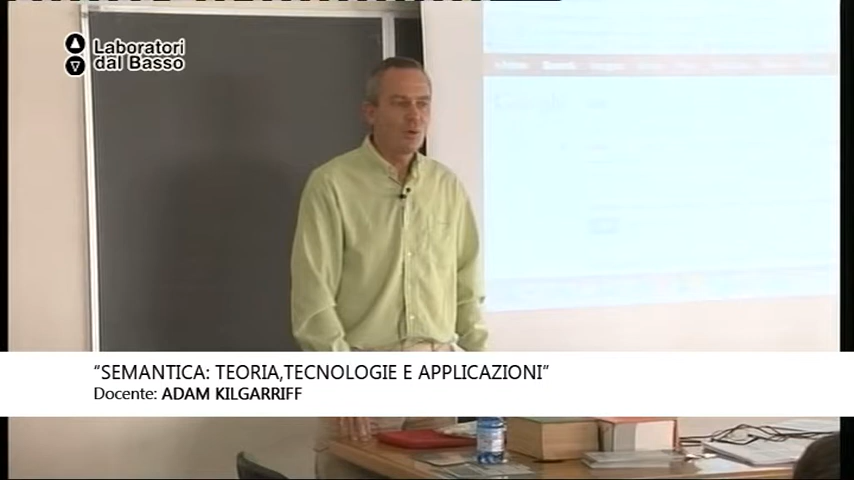 Laboratori
dal Basso
“SEMANTICA: TEORIA,TECNOLOGIE E APPLICAZIONI”
Docente: ADAM KILGARRIFF